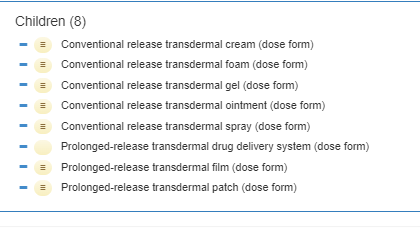 Children (8)
Conventional release transdermal cream (dose form)
Conventional release transdermal foam (dose form)
Conventional release transdermal gel (dose form)
Conventional release transdermal ointment (dose form)
Conventional release transdermal spray (dose form)
Prolonged-release transdermal drug delivery system (dose form)
Prolonged-release transdermal film (dose form)
Prolonged-release transdermal patch (dose form)